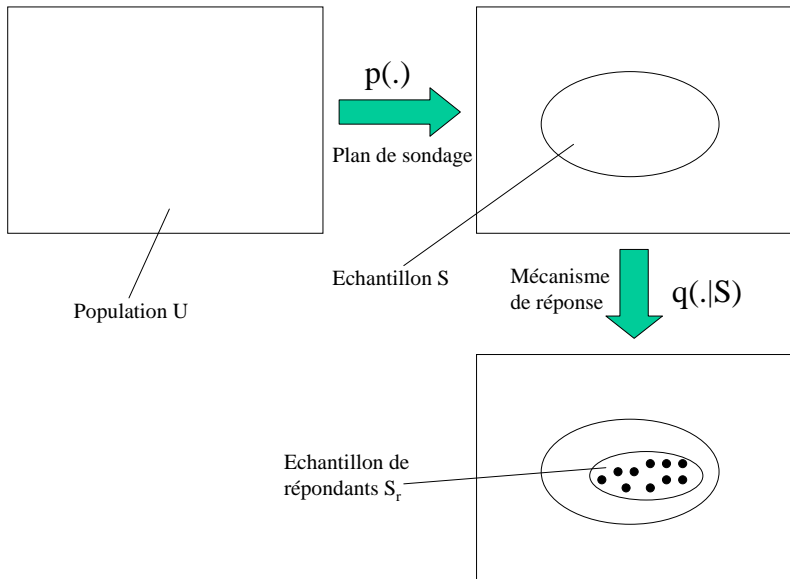 p(.)
Plan de sondage
Population U
Echantillon S
Mécanisme
de réponse
q(.|S)
Echantillon de
répondants Sr